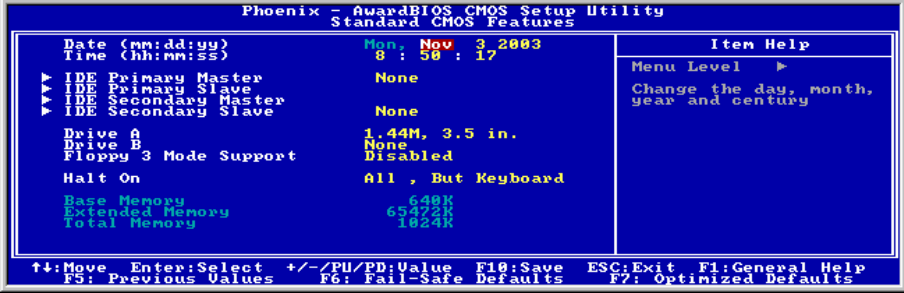 Phoenix - AwardBIOS CMOS Setup Utility
Standard CMOS Features
Date (mm:dd:yy) Mon, Nov 3 2003
Time (hh:mm:ss) 8 : 50 : 17
IDE Primary Master None
IDE Primary Slave
IDE Secondary Master
IDE Secondary Slave None
Drive A 1.44M, 3.5 in.
Drive B None
Floppy 3 Mode Support Disabled
Halt On All , But Keyboard
Base Memory 640K
Extended Memory 65472K
Total Memory 1024K
Item Help
Menu Level ►
Change the day, month,
year and century
↑↓:Move Enter:Select +/-/PU/PD:Value F10:Save ESC:Exit F1:General Help
F5: Previous Values F6: Fail-Safe Defaults F7: Optimized Defaults